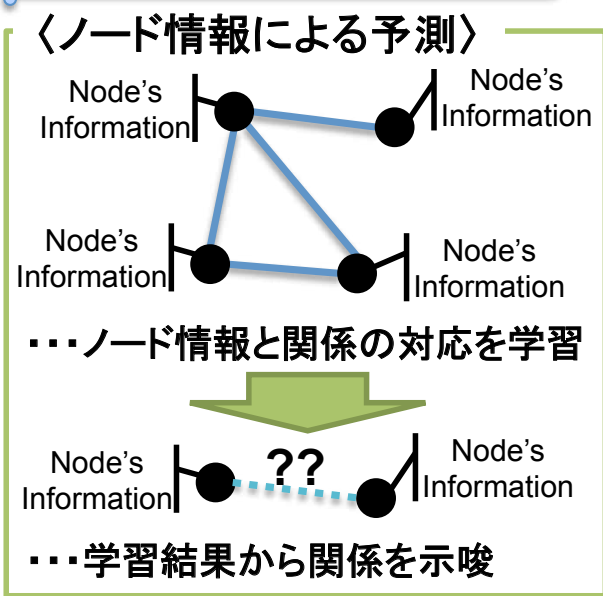 〈ノード情報による予測〉
Node's
Information
Node's
Information
Node's
Information
Node's
Information
・・・ノード情報と関係の対応を学習
Node's
Information
??
Node's
Information
・・・学習結果から関係を示唆